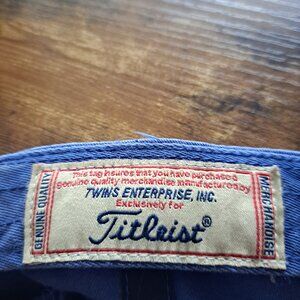 GENUINE QUALITY
This tag insures that you have purchased
genuine quality merchandise manufactured by
TWINS ENTERPRISE, INC.
Exclusively for
Titleist®
MERCHANDISE